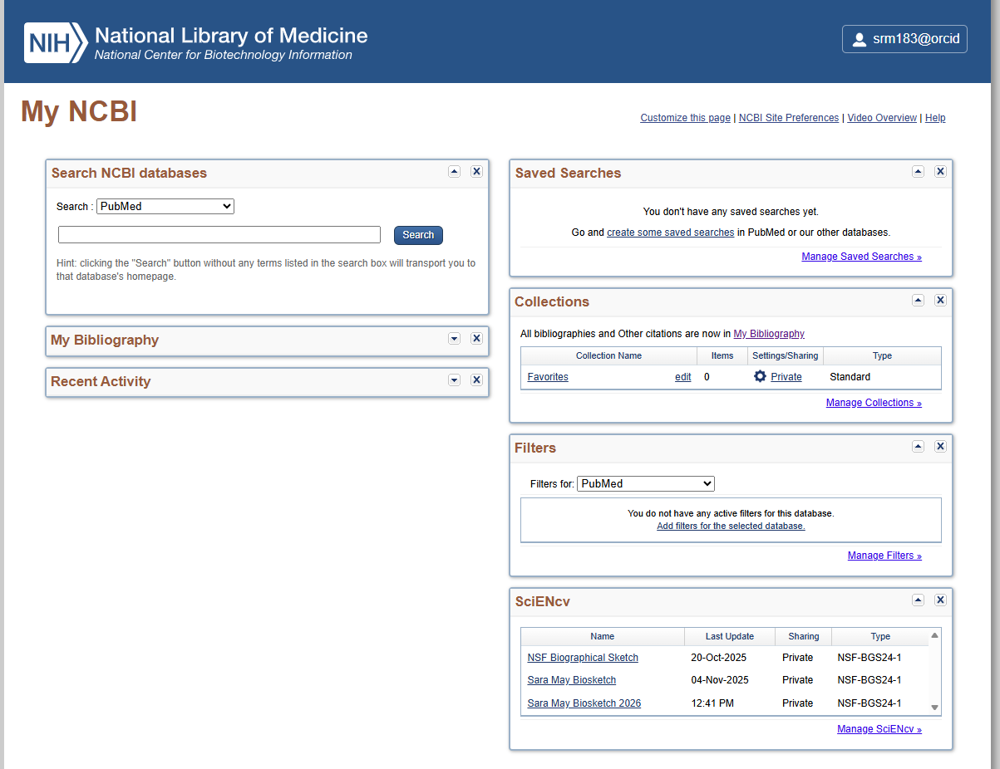 NIH National Library of Medicine
National Center for Biotechnology Information
srm183@orcid
My NCBI
Customize this page | NCBI Site Preferences | Video Overview | Help
Search NCBI databases
Search : PubMed
Search
Hint: clicking the "Search" button without any terms listed in the search box will transport you to
that database's homepage.
My Bibliography
Recent Activity
Saved Searches
You don't have any saved searches yet.
Go and create some saved searches in PubMed or our other databases.
Manage Saved Searches »
Collections
All bibliographies and Other citations are now in My Bibliography
Collection Name Items Settings/Sharing Type
Favorites edit 0 Private Standard
Manage Collections »
Filters
Filters for: PubMed
You do not have any active filters for this database.
Add filters for the selected database.
Manage Filters »
SciENcv
Name Last Update Sharing Type
NSF Biographical Sketch 20-Oct-2025 Private NSF-BGS24-1
Sara May Biosketch 04-Nov-2025 Private NSF-BGS24-1
Sara May Biosketch 2026 12:41 PM Private NSF-BGS24-1
Manage SciENcv »